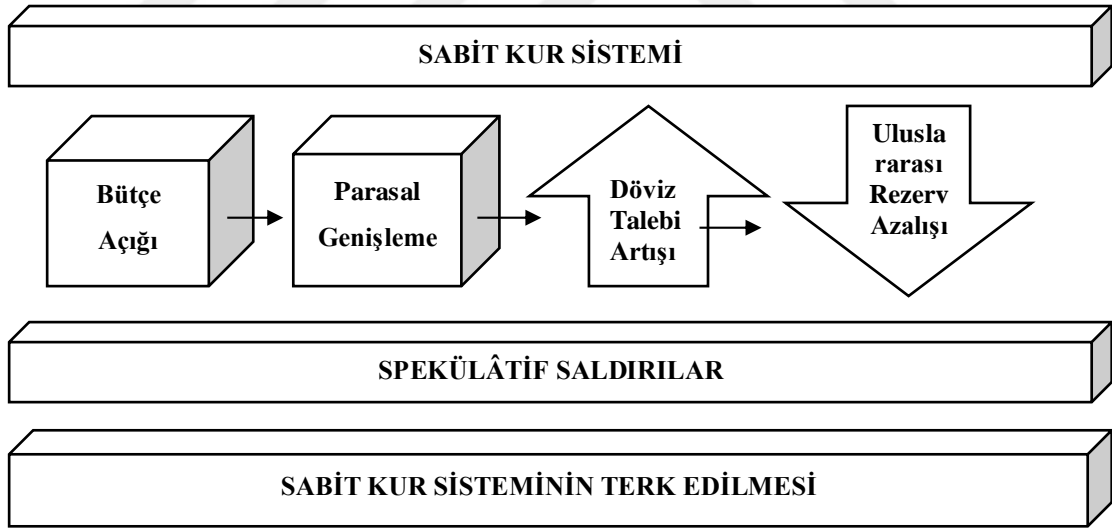 SABİT KUR SİSTEMİ
Bütçe
Açığı
Parasal
Genişleme
Döviz
Talebi
Artışı
Ulusla
rarası
Rezerv
Azalışı
SPEKÜLÂTİF SALDIRILAR
SABİT KUR SİSTEMİNİN TERK EDİLMESİ